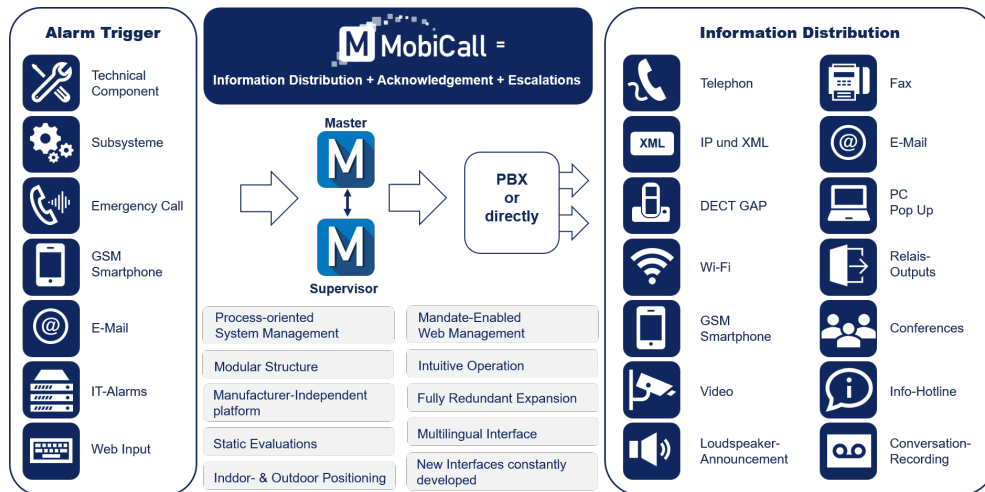 Alarm Trigger
Technical
Component
Subsysteme
Emergency Call
GSM
Smartphone
@
E-Mail
IT-Alarms
Web Input
M MobiCall =
Information Distribution + Acknowledgement + Escalations
Master
M
M
Supervisor
PBX
or
directly
Process-oriented
System Management
Modular Structure
Manufacturer-Independent
platform
Static Evaluations
Inddor- & Outdoor Positioning
Mandate-Enabled
Web Management
Intuitive Operation
Fully Redundant Expansion
Multilingual Interface
New Interfaces constantly
developed
Information Distribution
Telephon
XML
IP und XML
DECT GAP
Wi-Fi
GSM
Smartphone
Video
Loudspeaker-
Announcement
Fax
@
E-Mail
PC
Pop Up
Relais-
Outputs
Conferences
i
Info-Hotline
Conversation-
Recording